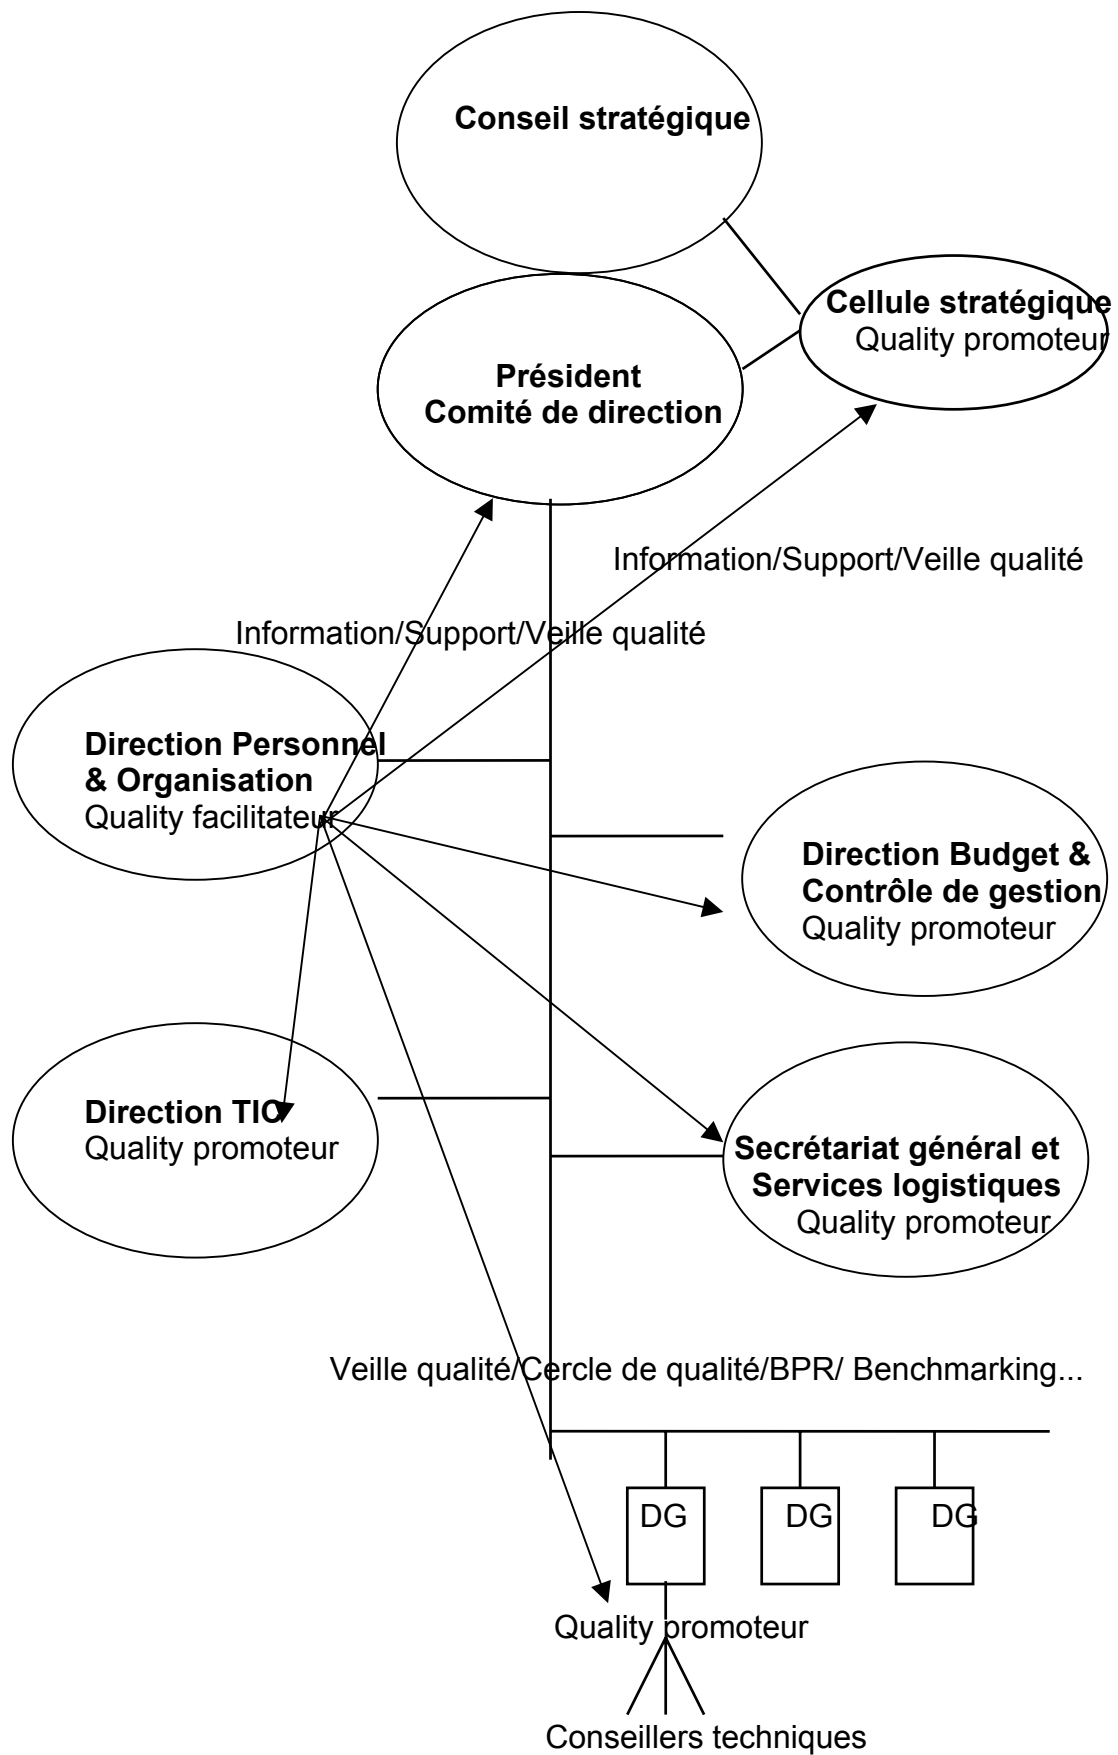 Conseil stratégique
Cellule stratégique
Quality promoteur
Président
Comité de direction
Information/Support/Veille qualité
Information/Support/Veille qualité
Direction Personnel
& Organisation
Quality facilitateur
Direction Budget &
Contrôle de gestion
Quality promoteur
Direction TIC
Quality promoteur
Secrétariat général et
Services logistiques
Quality promoteur
Veille qualité/Cercle de qualité/BPR/ Benchmarking...
DG
DG
DG
Quality promoteur
Conseillers techniques